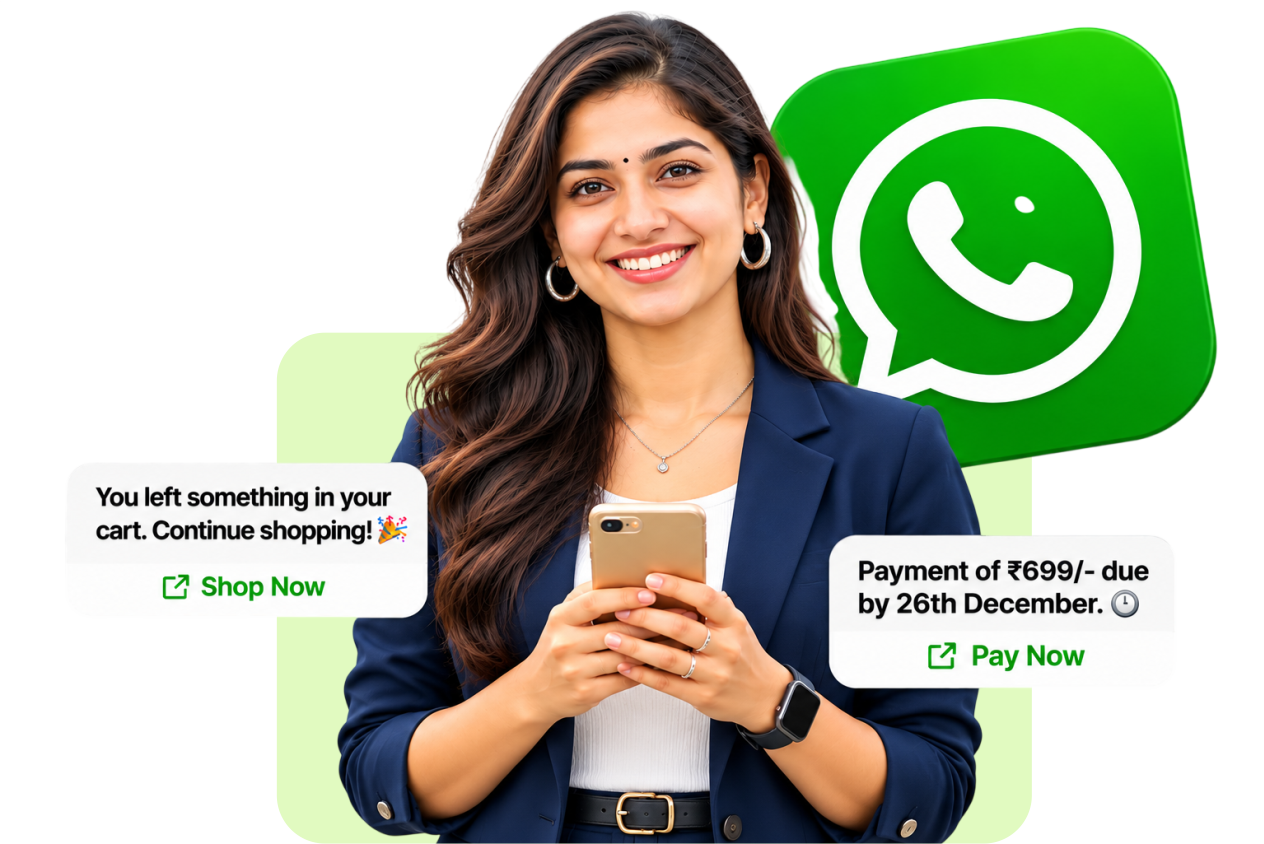 You left something in your
cart. Continue shopping! 🎉
Shop Now
Payment of ₹699/- due
by 26th December. 🕒
Pay Now